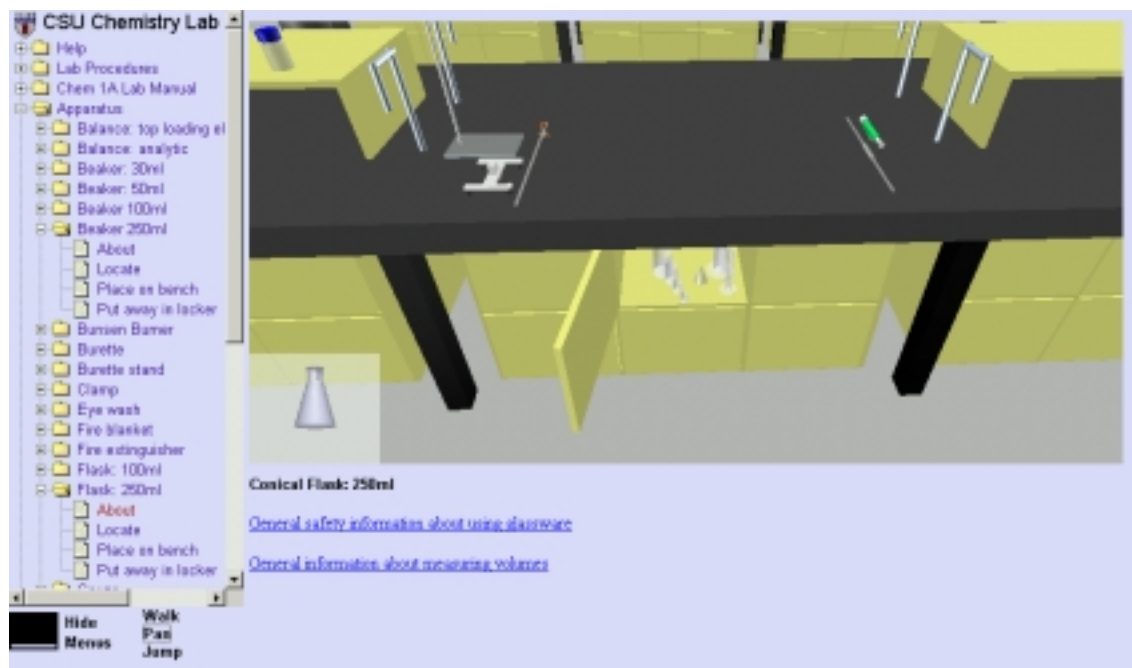 CSU Chemistry Lab
Help
Lab Procedures
Chem 1A Lab Manual
Apparatus
Balance: top loading el
Balance: analytic
Beaker: 30ml
Beaker: 50ml
Beaker 100ml
Beaker 250ml
About
Locate
Place on bench
Put away in locker
Bunsen Burner
Burette
Burette stand
Clamp
Eye wash
Fire blanket
Fire extinguisher
Flask: 100ml
Flask: 250ml
About
Locate
Place on bench
Put away in locker
Hide
Menus
Walk
Pan
Jump
Conical Flask: 250ml
General safety information about using glassware
General information about measuring volumes